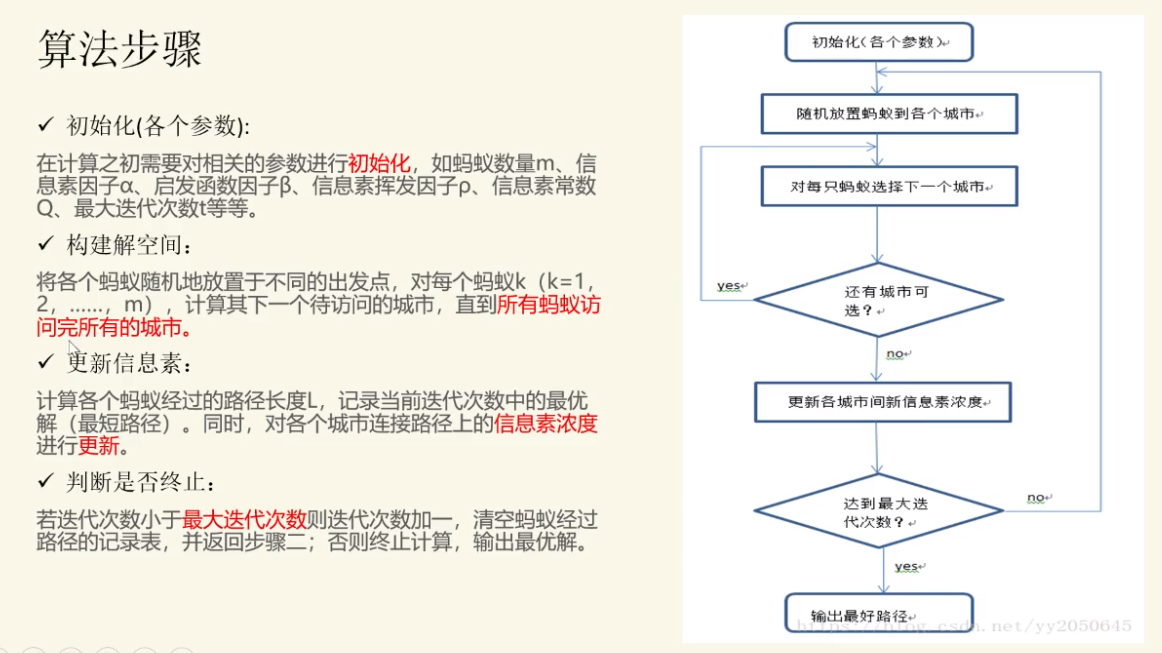 算法步骤
✓ 初始化(各个参数):
在计算之初需要对相关的参数进行初始化，如蚂蚁数量m、信
息素因子α、启发函数因子β、信息素挥发因子ρ、信息素常数
Q、最大迭代次数t等等。
✓ 构建解空间：
将各个蚂蚁随机地放置于不同的出发点，对每个蚂蚁k（k=1，
2，……，m），计算其下一个待访问的城市，直到所有蚂蚁访
问完所有的城市。
✓ 更新信息素：
计算各个蚂蚁经过的路径长度L，记录当前迭代次数中的最优
解（最短路径）。同时，对各个城市连接路径上的信息素浓度
进行更新。
✓ 判断是否终止：
若迭代次数小于最大迭代次数则迭代次数加一，清空蚂蚁经过
路径的记录表，并返回步骤二；否则终止计算，输出最优解。
初始化(各个参数)
随机放置蚂蚁到各个城市
对每只蚂蚁选择下一个城市
还有城市可
选？
yes
no
更新各城市间新信息素浓度
达到最大迭
代次数？
no
yes
输出最好路径
https://blog.csdn.net/yy2050645